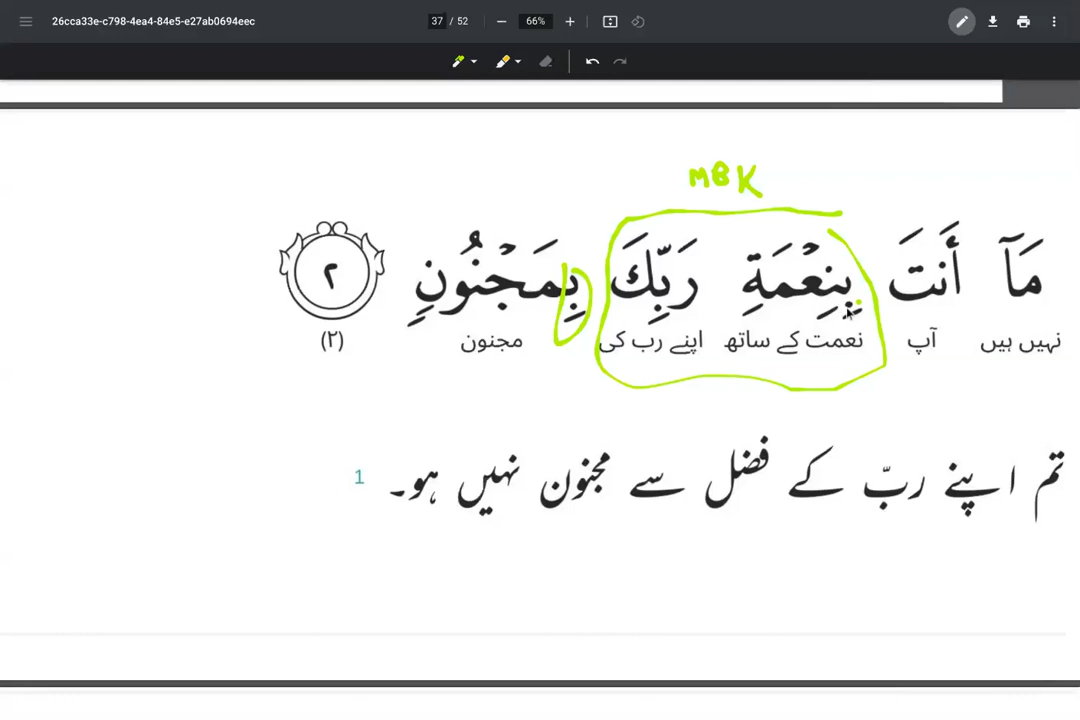 26cca33e-c798-4ea4-84e5-e27ab0694eec
37 / 52
66%
MBK
مَآ أَنتَ بِنِعْمَةِ رَبِّكَ بِمَجْنُونٍ ٢
نہیں ہیں آپ نعمت کے ساتھ اپنے رب کی مجنون (۲)
تم اپنے ربّ کے فضل سے مجنون نہیں ہو۔ 1